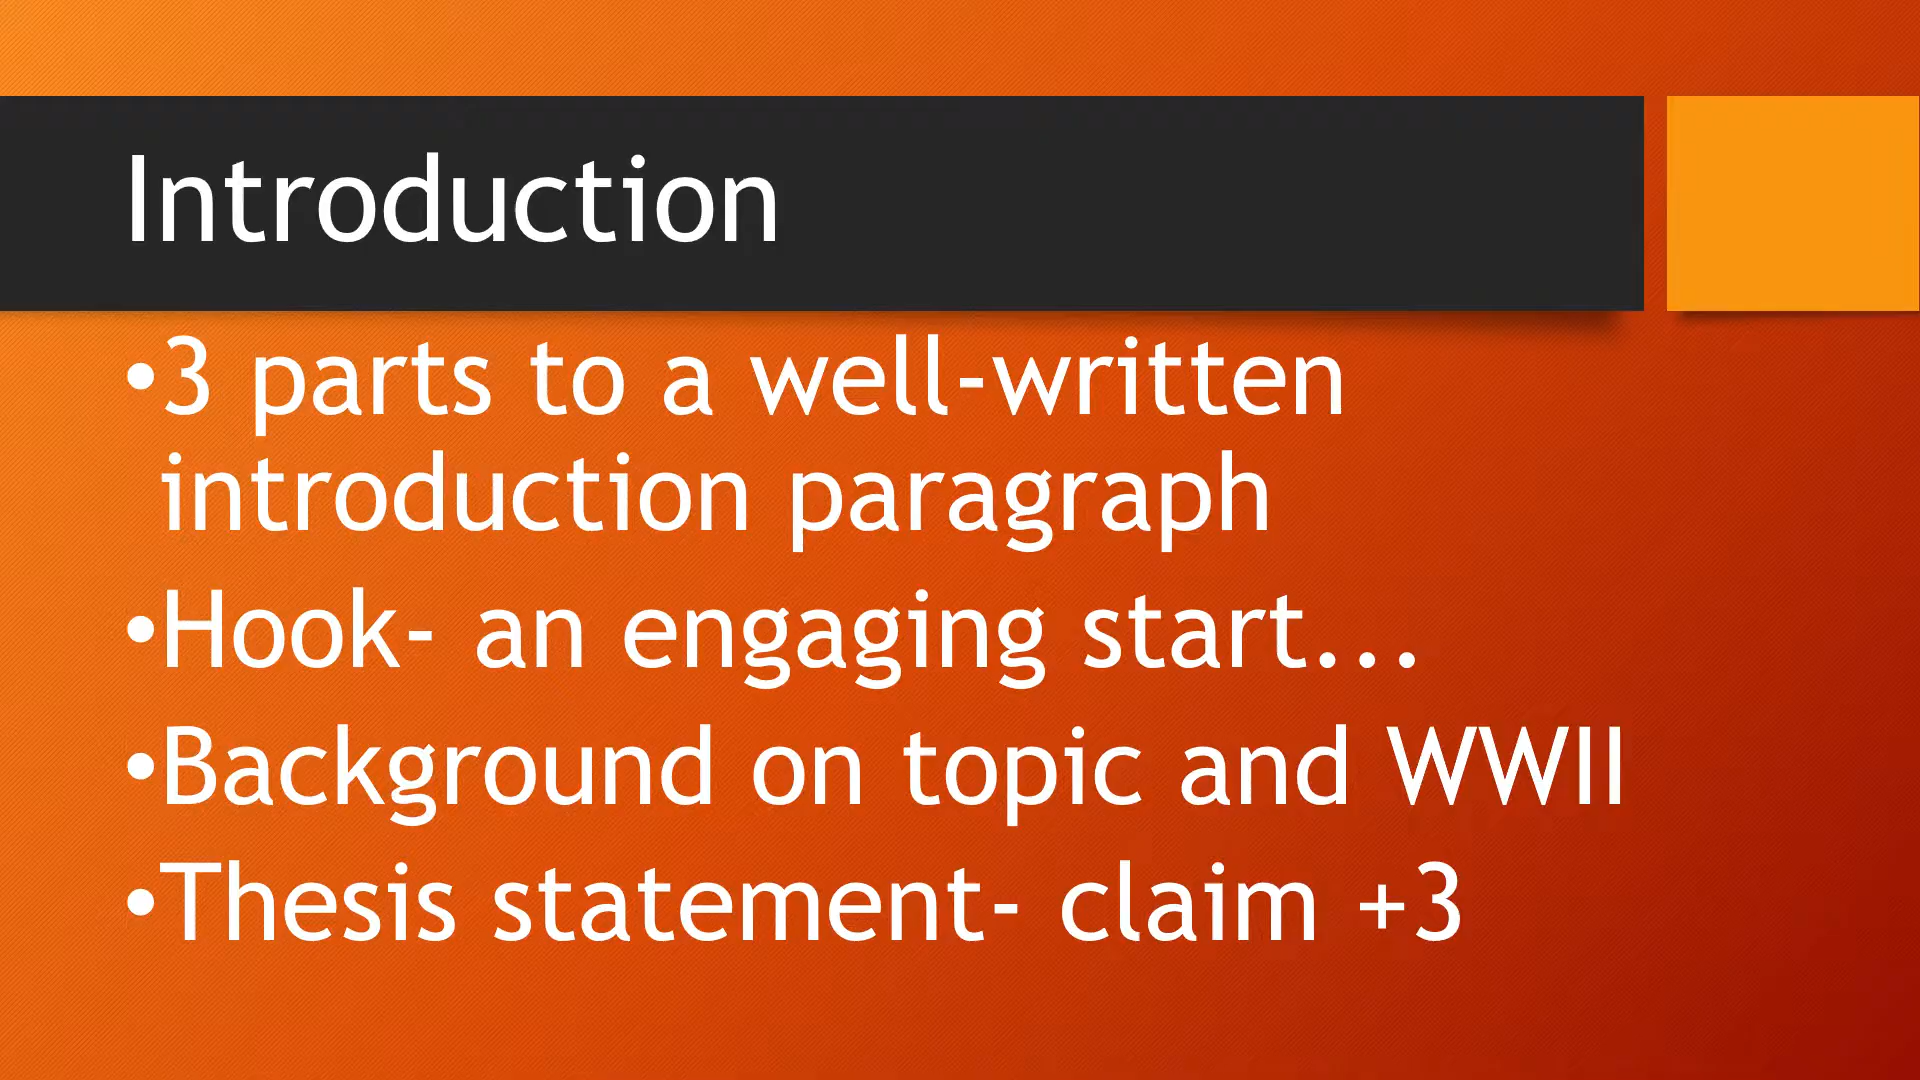 Introduction
•3 parts to a well-written
introduction paragraph
•Hook- an engaging start...
•Background on topic and WWII
•Thesis statement- claim +3